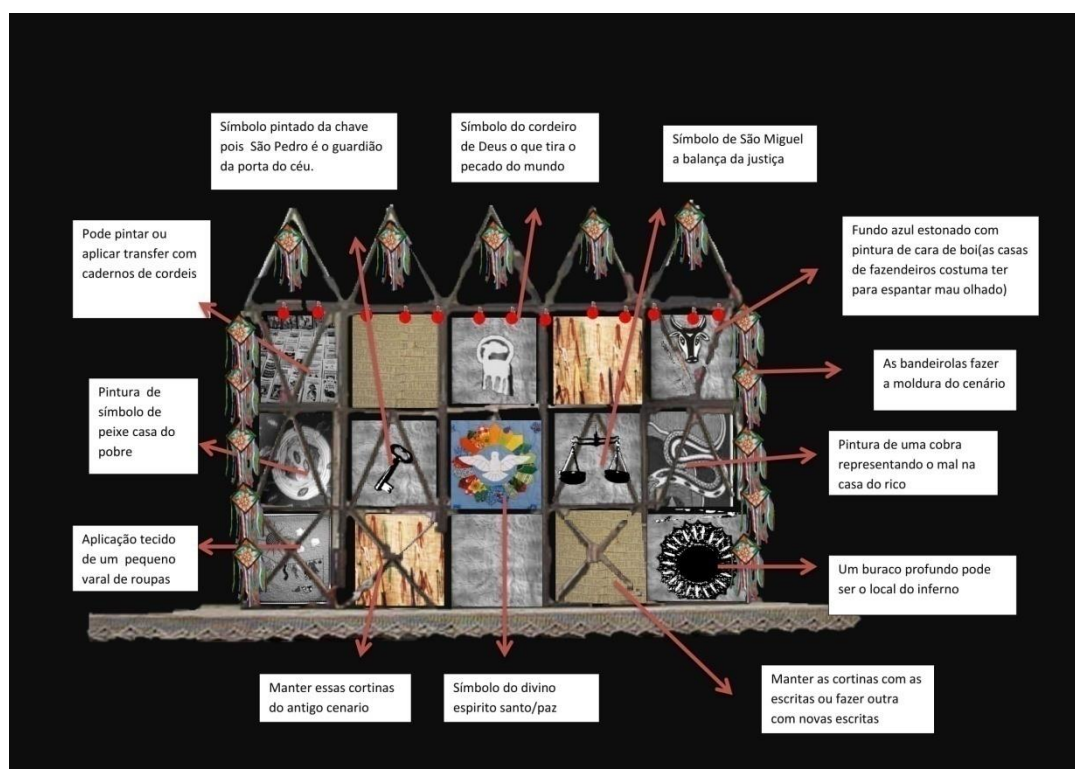 Símbolo pintado da chave
pois São Pedro é o guardião
da porta do céu.
Símbolo do cordeiro
de Deus o que tira o
pecado do mundo
Símbolo de São Miguel
a balança da justiça
Pode pintar ou
aplicar transfer com
cadernos de cordeis
Fundo azul estonado com
pintura de cara de boi(as casas
de fazendeiros costuma ter
para espantar mau olhado)
As bandeirolas fazer
a moldura do cenário
Pintura de
símbolo de
peixe casa do
pobre
Pintura de uma cobra
representando o mal na
casa do rico
Aplicação tecido
de um pequeno
varal de roupas
Um buraco profundo pode
ser o local do inferno
Manter essas cortinas
do antigo cenario
Símbolo do divino
espirito santo/paz
Manter as cortinas com as
escritas ou fazer outra
com novas escritas